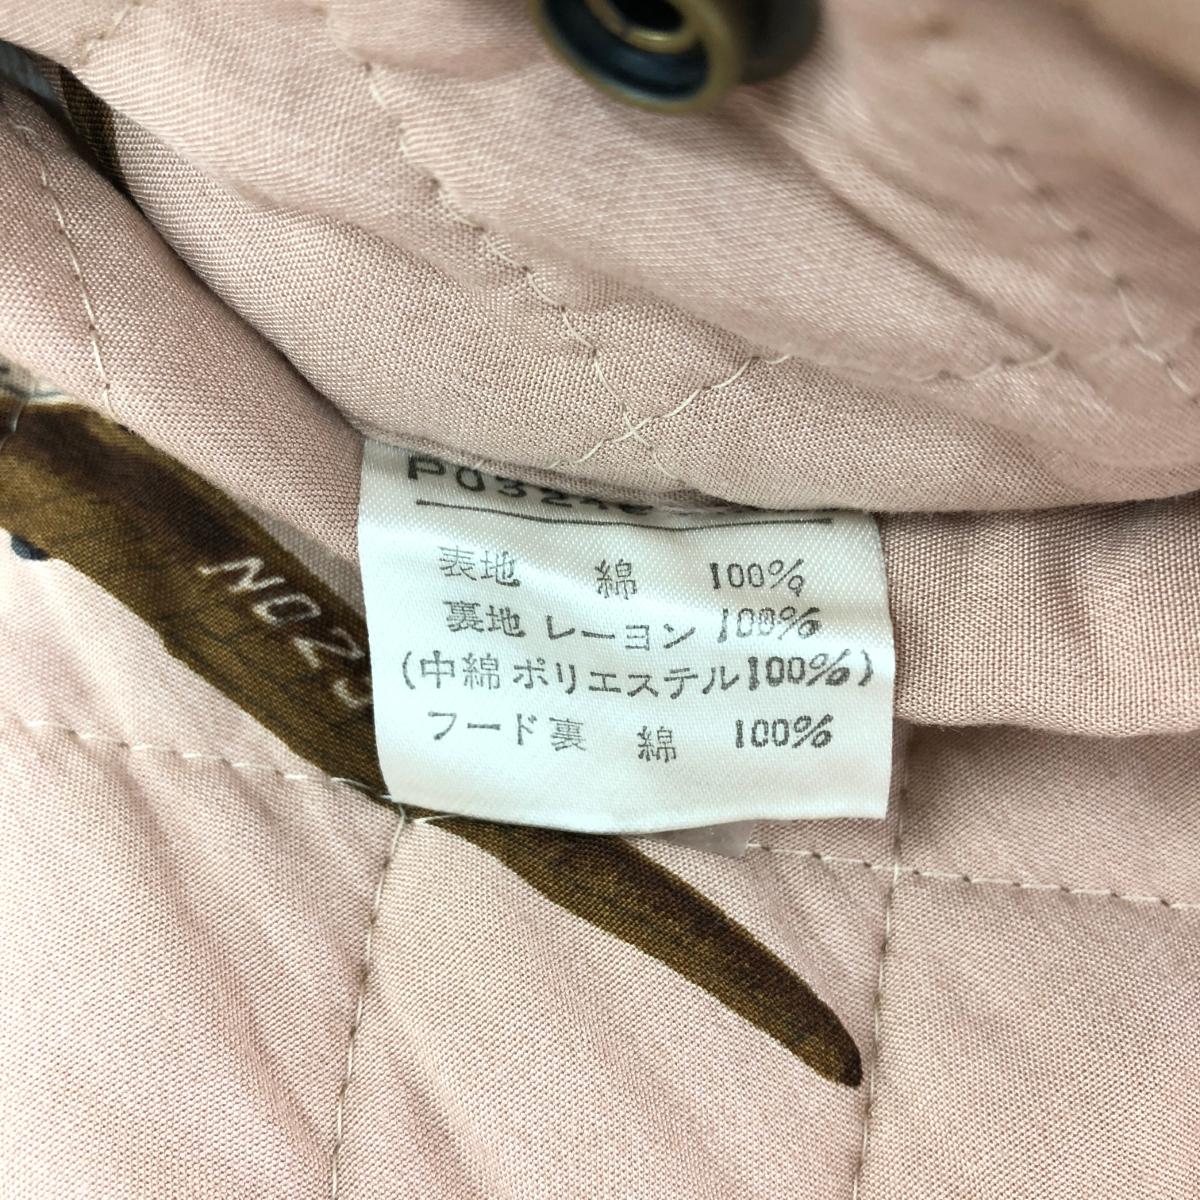 表地 綿 100%
裏地 レーヨン 100%
(中綿 ポリエステル100%)
フード裏 綿 100%
NO2